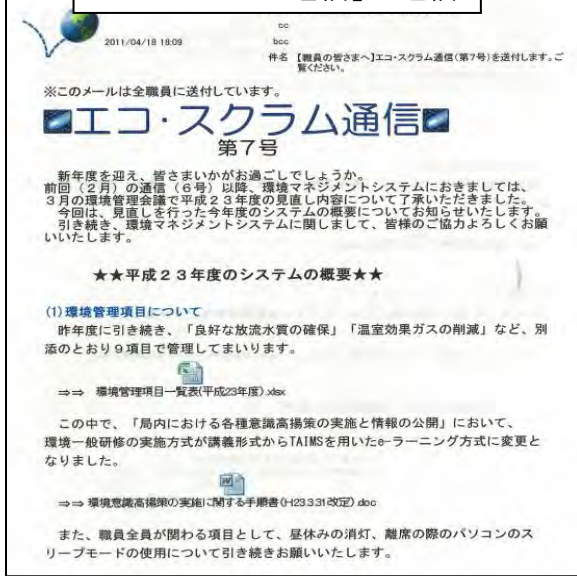 cc
2011/04/18 18:09
bcc
件名 【職員の皆さまへ】エコ・スクラム通信(第7号)を送付します。ご
覧ください。
※このメールは全職員に送付しています。
エコ・スクラム通信
第7号
新年度を迎え、皆さまいかがお過ごしでしょうか。
前回(2月)の通信(6号)以降、環境マネジメントシステムにおきましては、
3月の環境管理会議で平成23年度の見直し内容について了承いただきました。
今回は、見直しを行った今年度のシステムの概要についてお知らせいたします。
引き続き、環境マネジメントシステムに関しまして、皆様のご協力よろしくお願
いいたします。
★★平成23年度のシステムの概要★★
(1)環境管理項目について
昨年度に引き続き、「良好な放流水質の確保」「温室効果ガスの削減」など、別
添のとおり9項目で管理してまいります。
⇒⇒ 環境管理項目一覧表(平成23年度).xlsx
この中で、「局内における各種意識高揚策の実施と情報の公開」において、
環境一般研修の実施方式が講義形式からTAIMSを用いたe-ラーニング方式に変更と
なりました。
⇒⇒ 環境意識高揚策の実施に関する手順書(H23.3.31改定).doc
また、職員全員が関わる項目として、昼休みの消灯、離席の際のパソコンのス
リープモードの使用について引き続きお願いいたします。